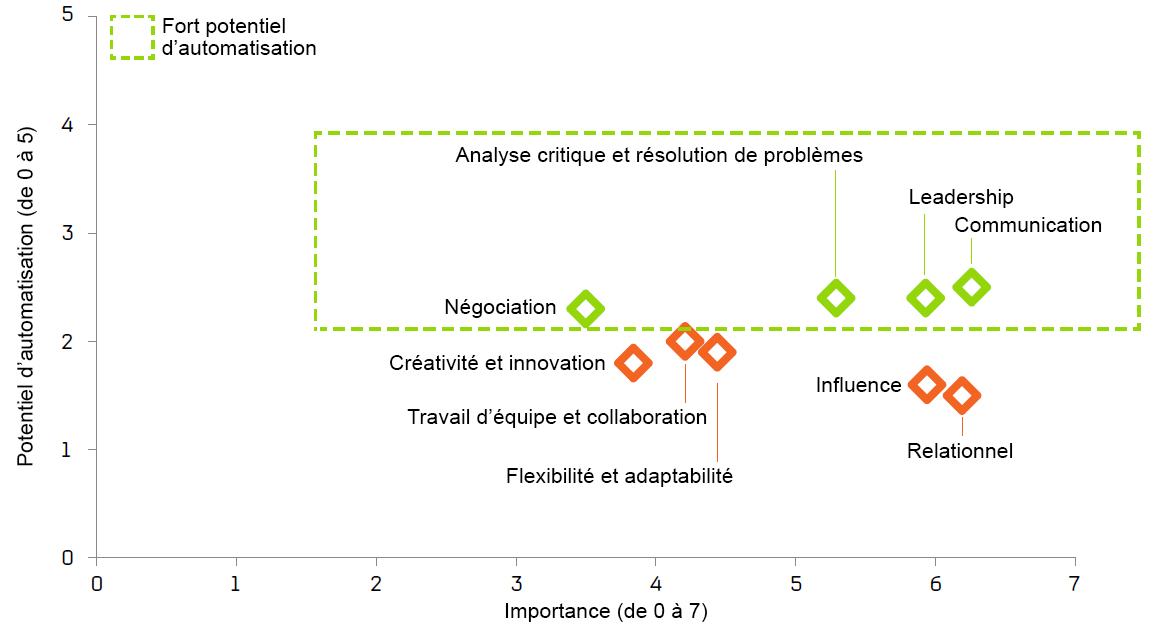 5
Fort potentiel
d’automatisation
4
Analyse critique et résolution de problèmes
Leadership
3
Communication
Négociation
2
Créativité et innovation
Influence
Travail d’équipe et collaboration
1
Relationnel
Flexibilité et adaptabilité
0
Potentiel d’automatisation (de 0 à 5)
0 1 2 3 4 5 6 7
Importance (de 0 à 7)